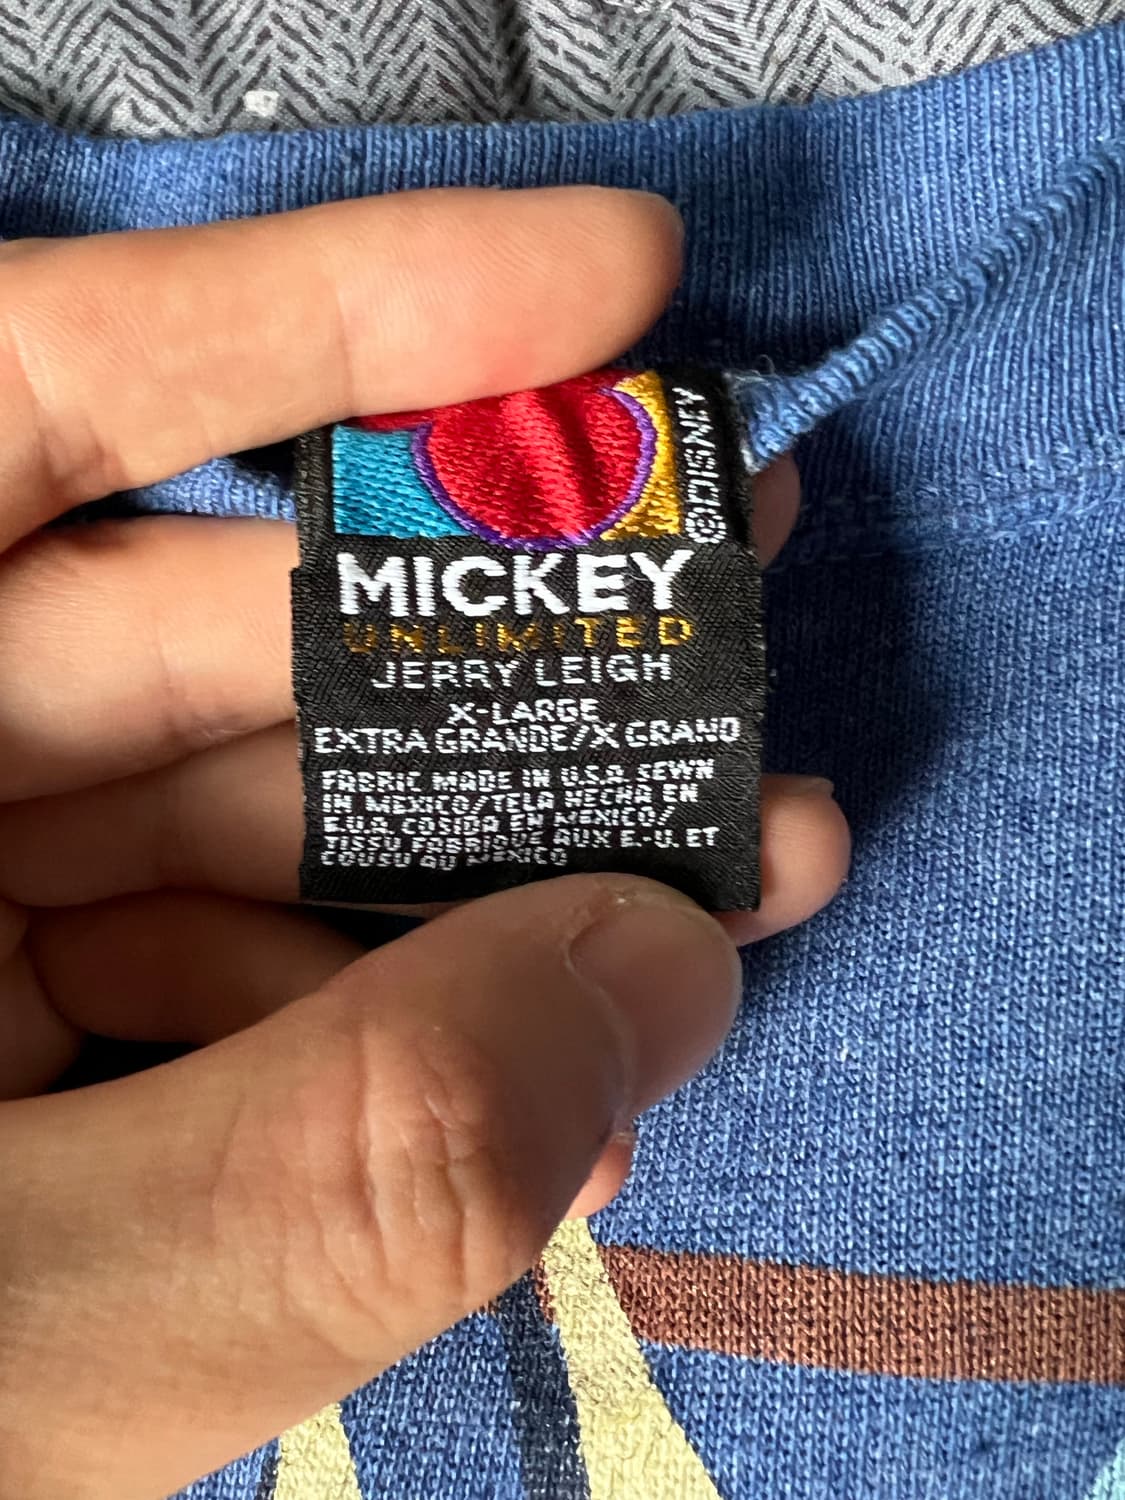 ©DISNEY
MICKEY
UNLIMITED
JERRY LEIGH
X-LARGE
EXTRA GRANDE/X GRAND
FABRIC MADE IN U.S.A. SEWN
IN MEXICO/TELA HECHA EN
E.U.A. COSIDA EN MEXICO/
TISSU FABRIQUE AUX E.-U. ET
COUSU AU MEXICO